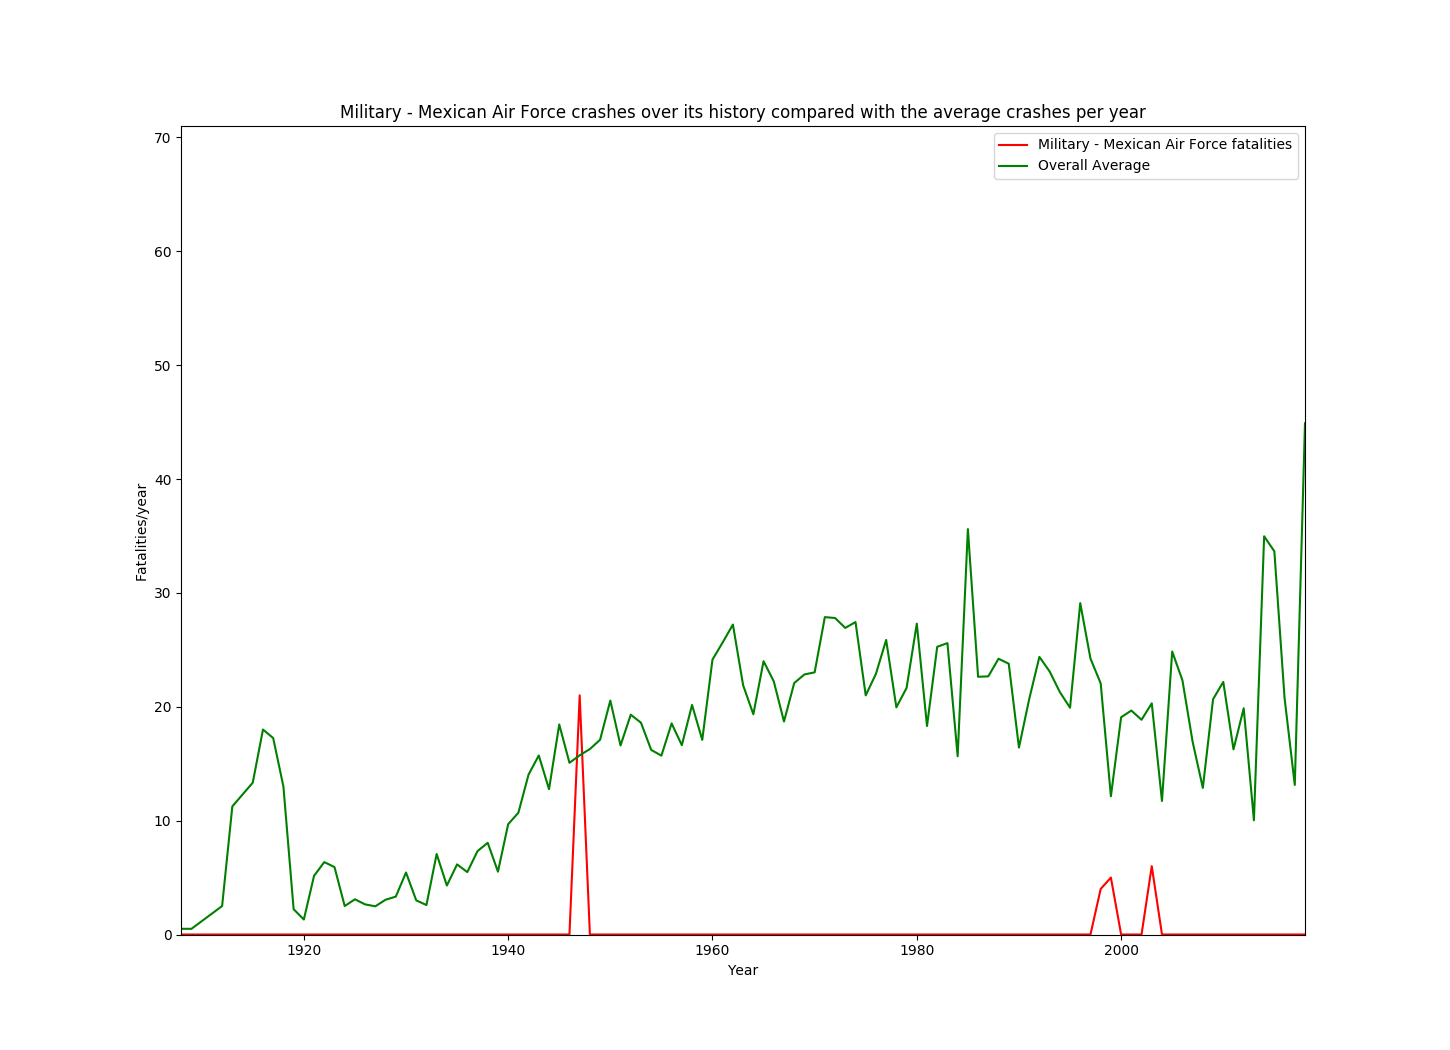 Military - Mexican Air Force crashes over its history compared with the average crashes per year
Military - Mexican Air Force fatalities
Overall Average
70
60
50
40
30
20
10
0
Fatalities/year
1920 1940 1960 1980 2000
Year